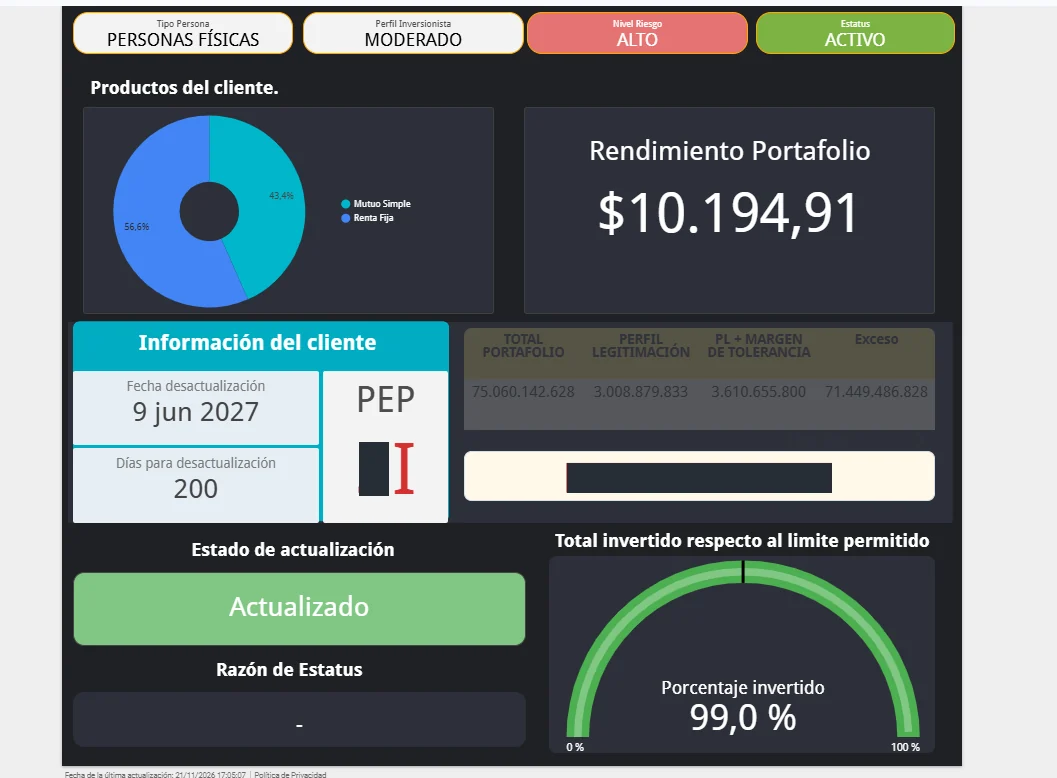 Tipo Persona
PERSONAS FÍSICAS
Perfil Inversionista
MODERADO
Nivel Riesgo
ALTO
Estatus
ACTIVO
Productos del cliente.
43,4%
56,6%
Mutuo Simple
Renta Fija
Rendimiento Portafolio
$10.194,91
Información del cliente
Fecha desactualización
9 jun 2027
Días para desactualización
200
PEP
I
TOTAL PERFIL PL + MARGEN Exceso
PORTAFOLIO LEGITIMACIÓN DE TOLERANCIA
75.060.142.628 3.008.879.833 3.610.655.800 71.449.486.828
Estado de actualización
Actualizado
Razón de Estatus
-
Total invertido respecto al limite permitido
Porcentaje invertido
99,0 %
0 % 100 %
Fecha de la última actualización: 21/11/2026 17:05:07 | Política de Privacidad